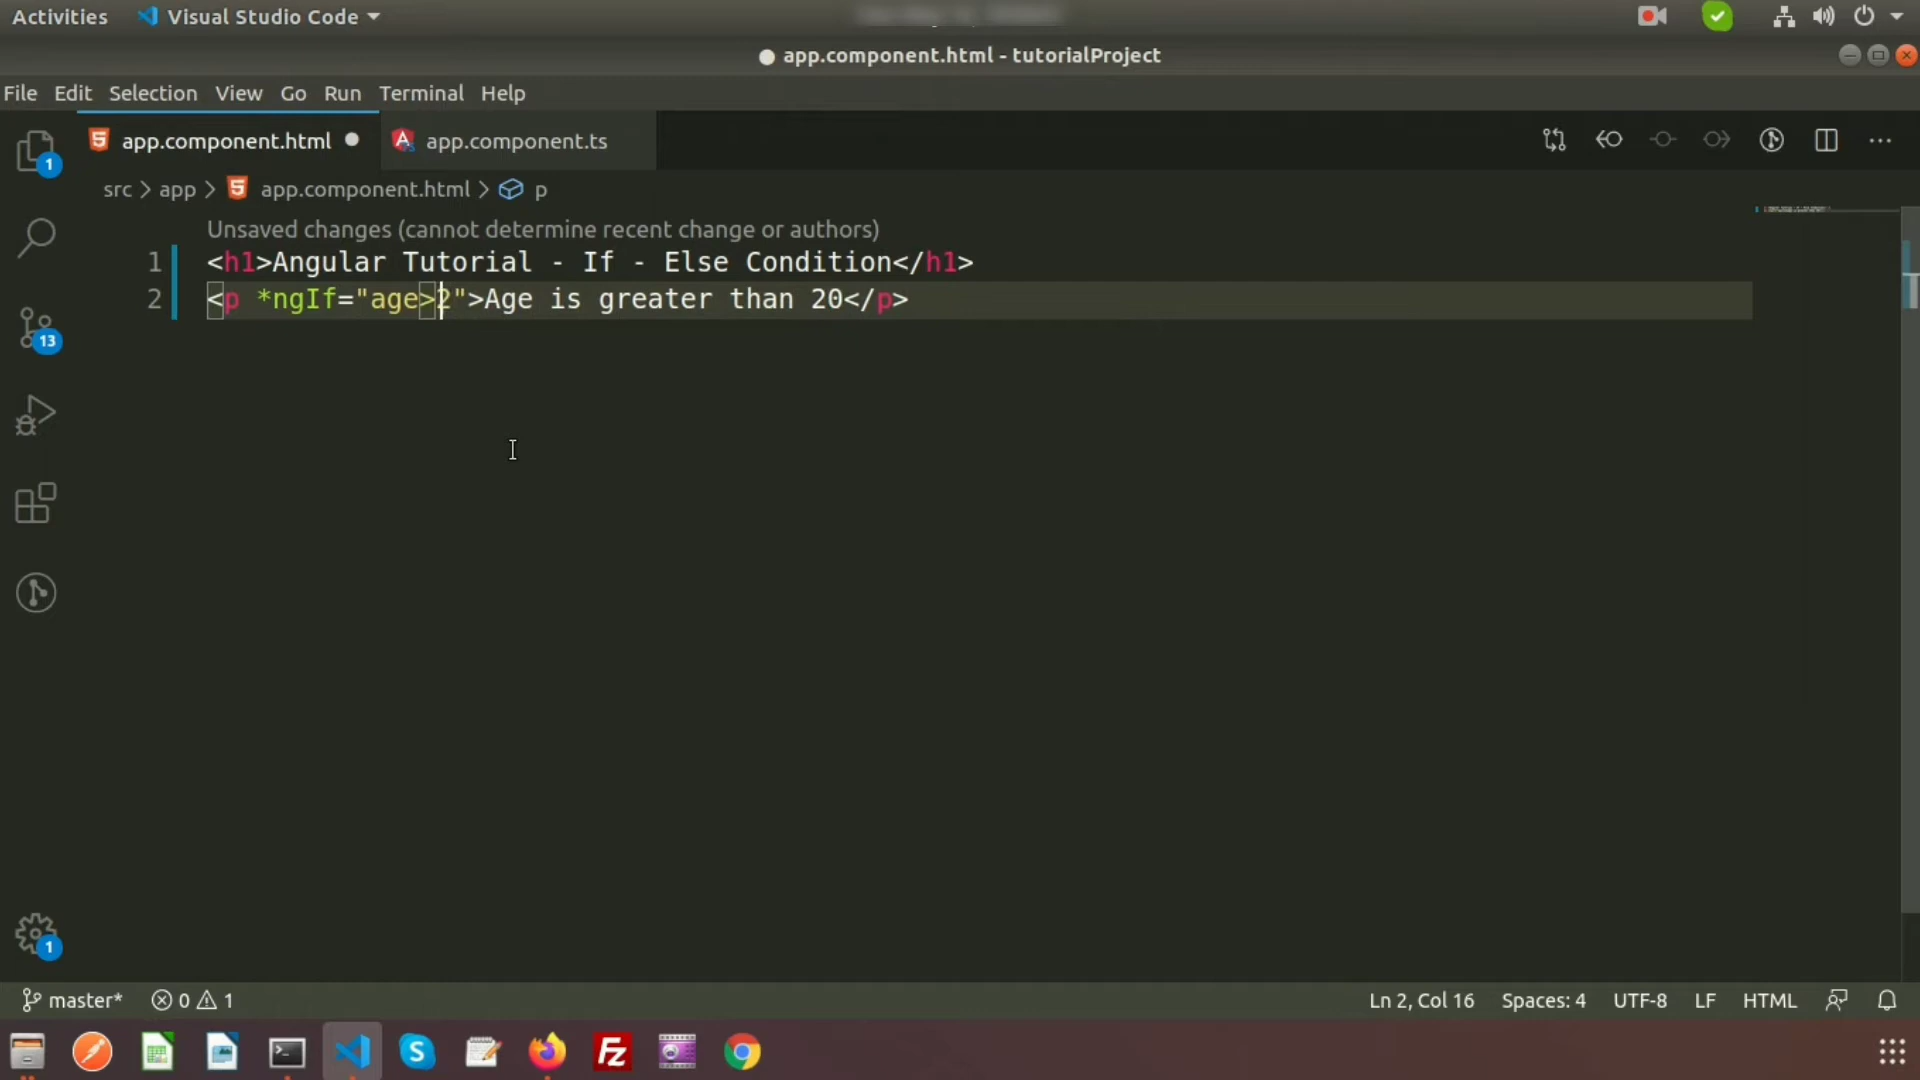 Activities Visual Studio Code
app.component.html - tutorialProject
File Edit Selection View Go Run Terminal Help
app.component.html app.component.ts
src > app > app.component.html > p
Unsaved changes (cannot determine recent change or authors)
1 <h1>Angular Tutorial - If - Else Condition</h1>
2 <p *ngIf="age>2">Age is greater than 20</p>
1
13
1
master* 0 1 Ln 2, Col 16 Spaces: 4 UTF-8 LF HTML